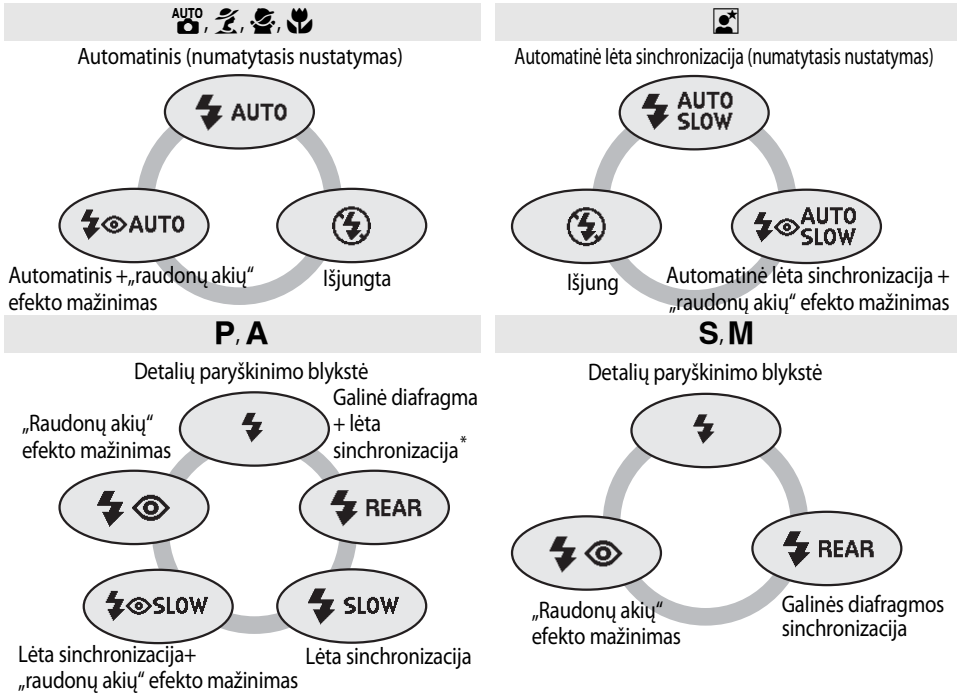 AUTO, , ,
Automatinis (numatytasis nustatymas)
AUTO
AUTO
Automatinis +„raudonų akių“
efekto mažinimas
Išjungta
Automatinė lėta sinchronizacija (numatytasis nustatymas)
AUTO
SLOW
AUTO
SLOW
Išjung
Automatinė lėta sinchronizacija +
„raudonų akių“ efekto mažinimas
P, A
Detalių paryškinimo blykstė
„Raudonų akių“
efekto mažinimas
Galinė diafragma
+ lėta
sinchronizacija*
REAR
SLOW
SLOW
Lėta sinchronizacija+
„raudonų akių“ efekto mažinimas
Lėta sinchronizacija
S, M
Detalių paryškinimo blykstė
REAR
„Raudonų akių“
efekto mažinimas
Galinės diafragmos
sinchronizacija